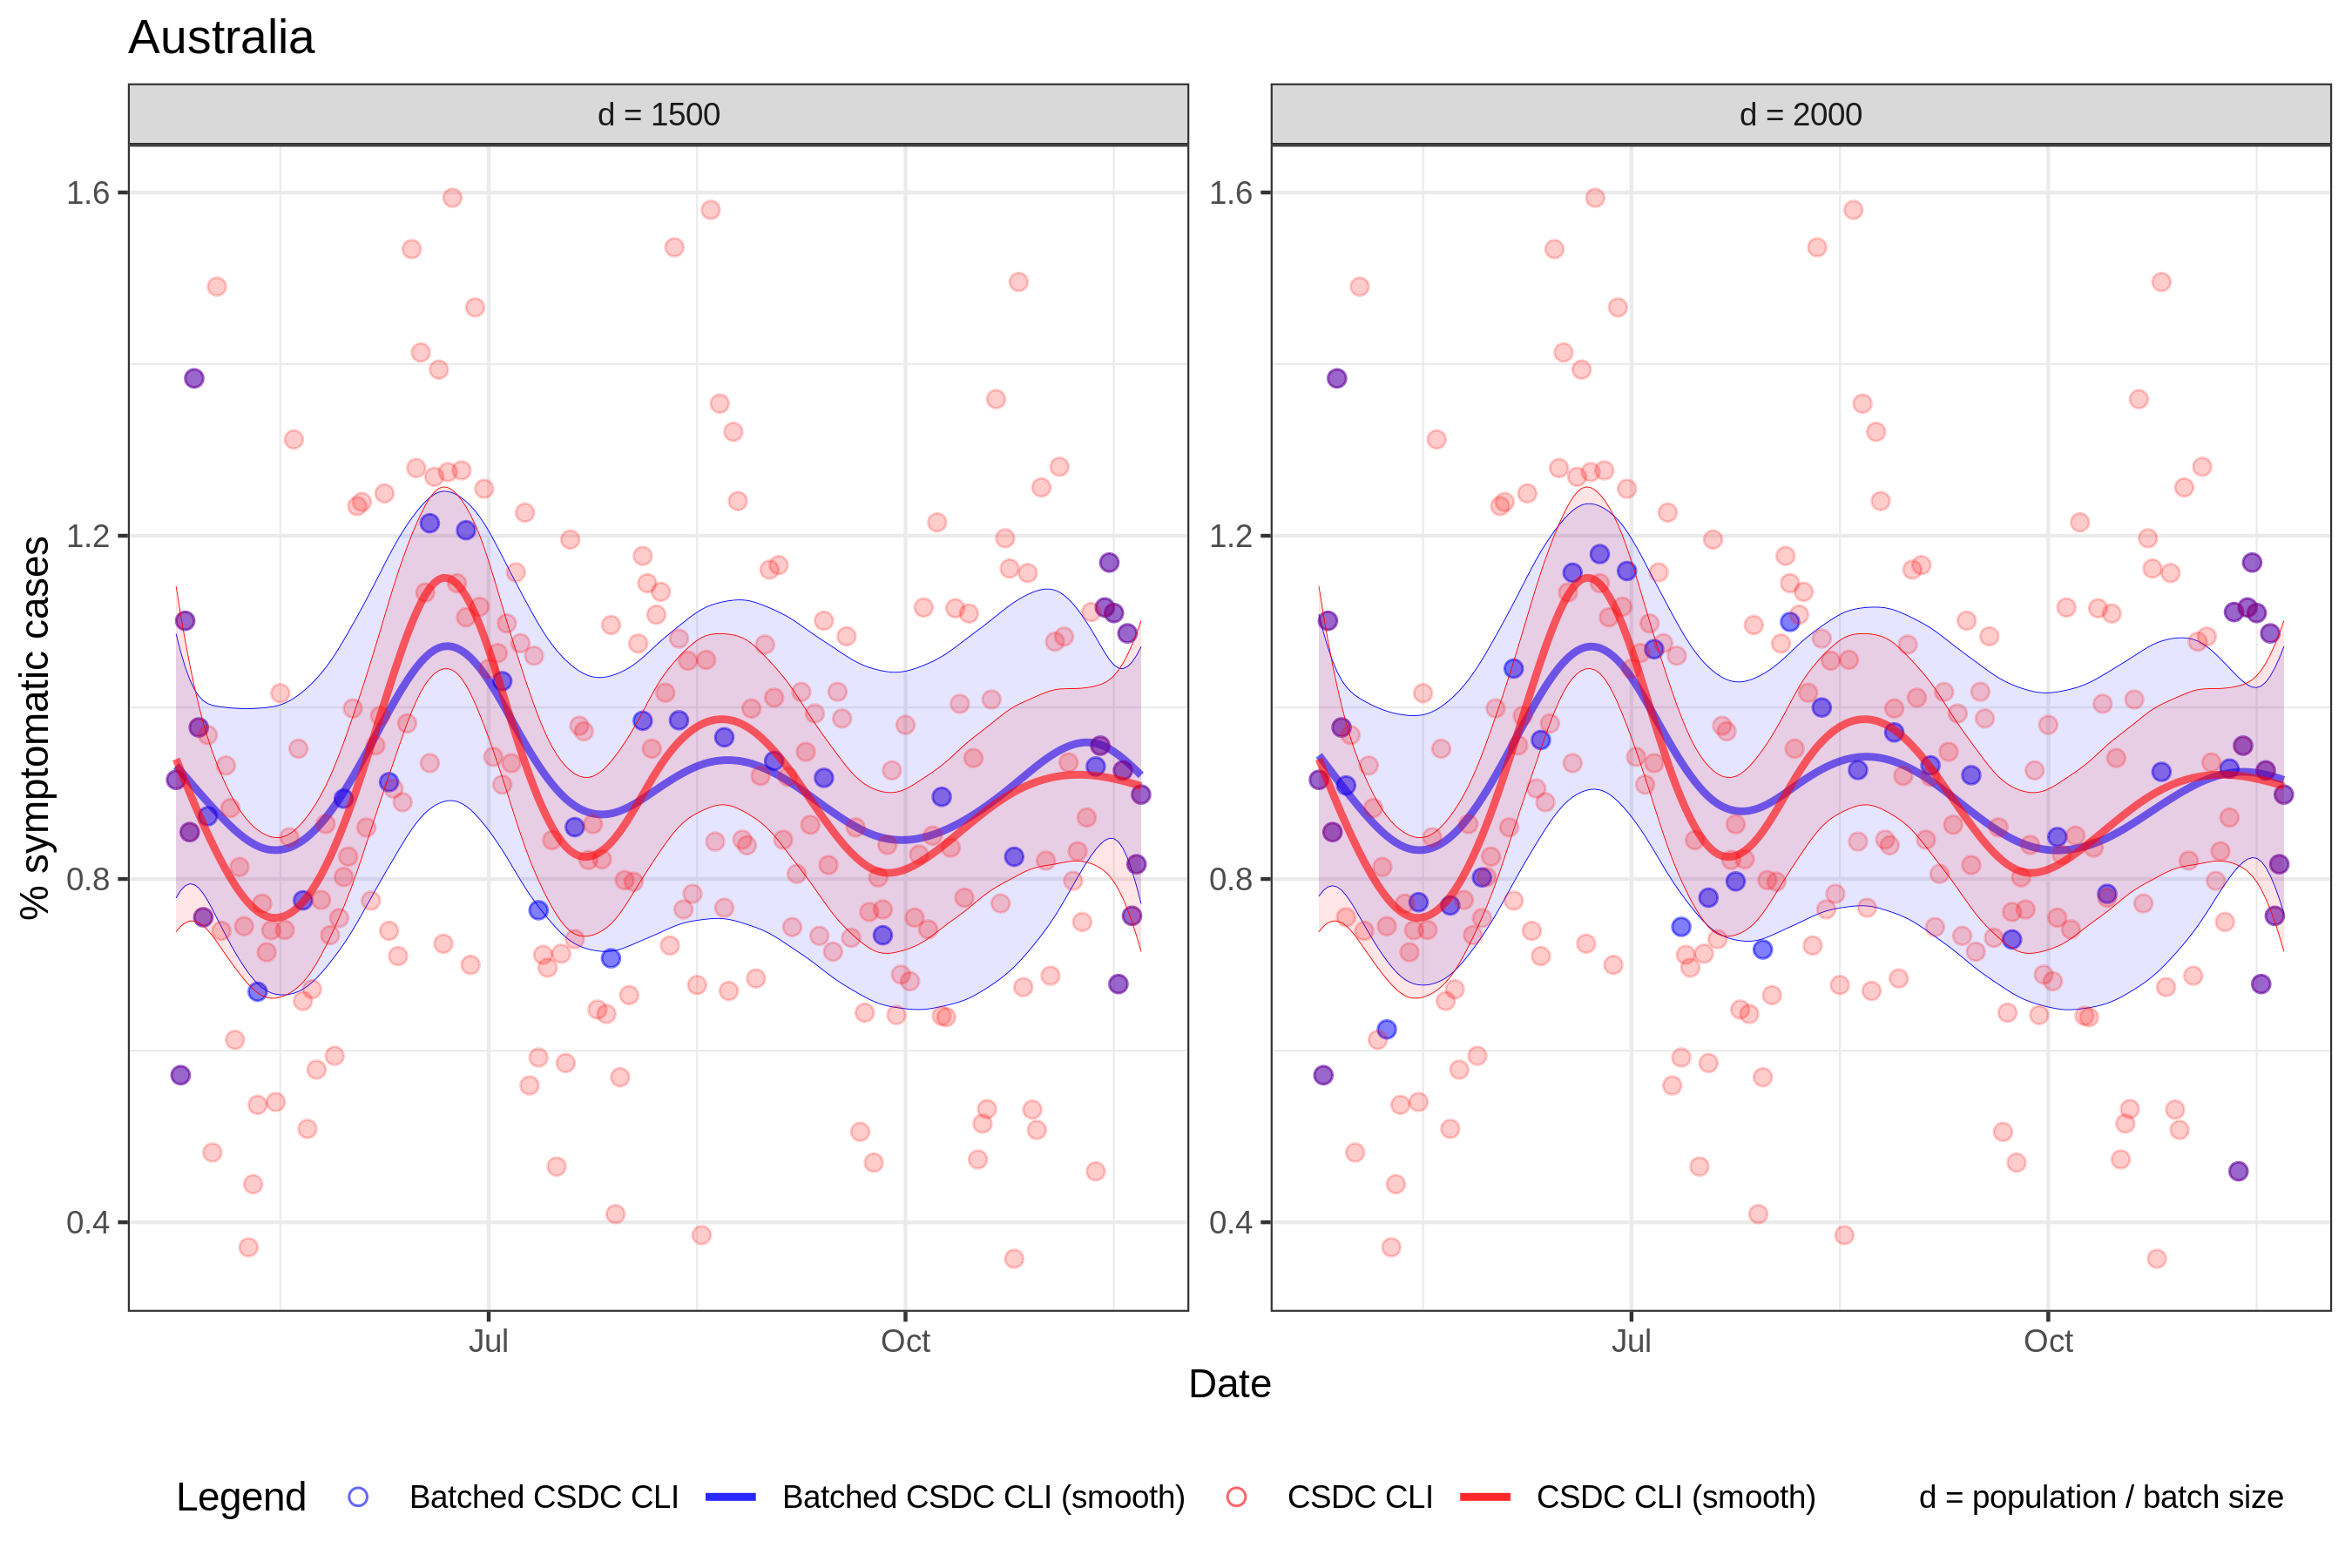 Australia
d = 1500
d = 2000
% symptomatic cases
1.6
1.2
0.8
0.4
1.6
1.2
0.8
0.4
Jul
Oct
Jul
Oct
Date
Legend
Batched CSDC CLI
Batched CSDC CLI (smooth)
CSDC CLI
CSDC CLI (smooth)
d = population / batch size